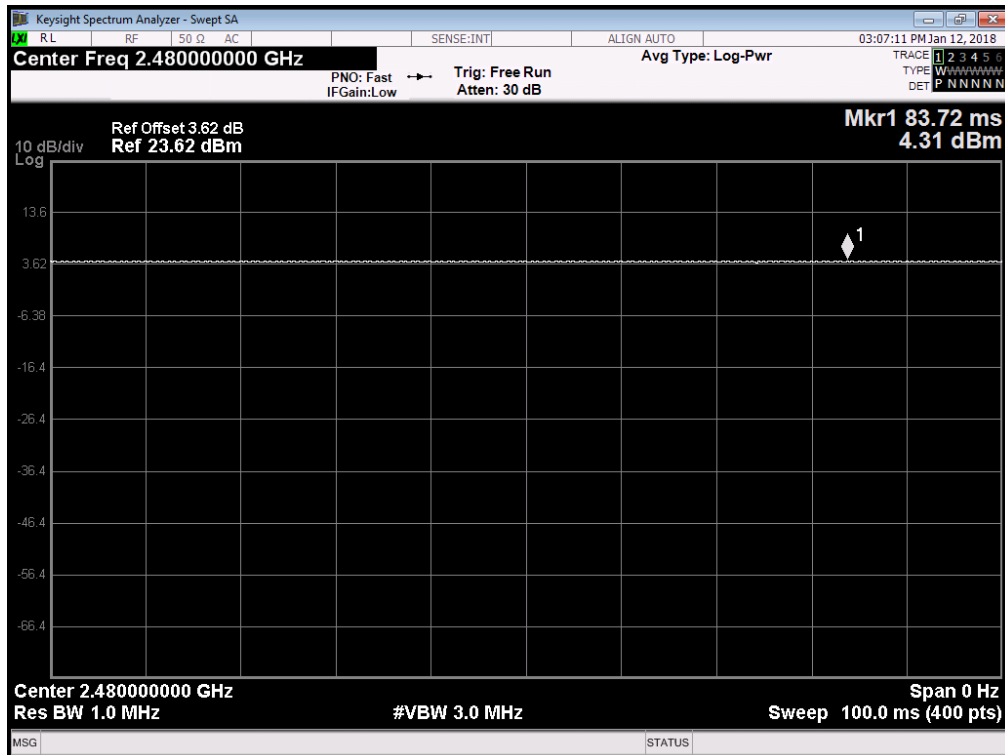 Keysight Spectrum Analyzer - Swept SA
LXI RL RF 50 Ω AC SENSE:INT ALIGN AUTO 03:07:11 PM Jan 12, 2018
Center Freq 2.480000000 GHz Avg Type: Log-Pwr TRACE 1 2 3 4 5 6
PNO: Fast Trig: Free Run TYPE WWWWWW
IFGain:Low Atten: 30 dB DET P N N N N N
Mkr1 83.72 ms
Ref Offset 3.62 dB
10 dB/div Ref 23.62 dBm 4.31 dBm
Log
13.6
1
3.62
-6.38
-16.4
-26.4
-36.4
-46.4
-56.4
-66.4
Center 2.480000000 GHz Span 0 Hz
Res BW 1.0 MHz #VBW 3.0 MHz Sweep 100.0 ms (400 pts)
MSG STATUS